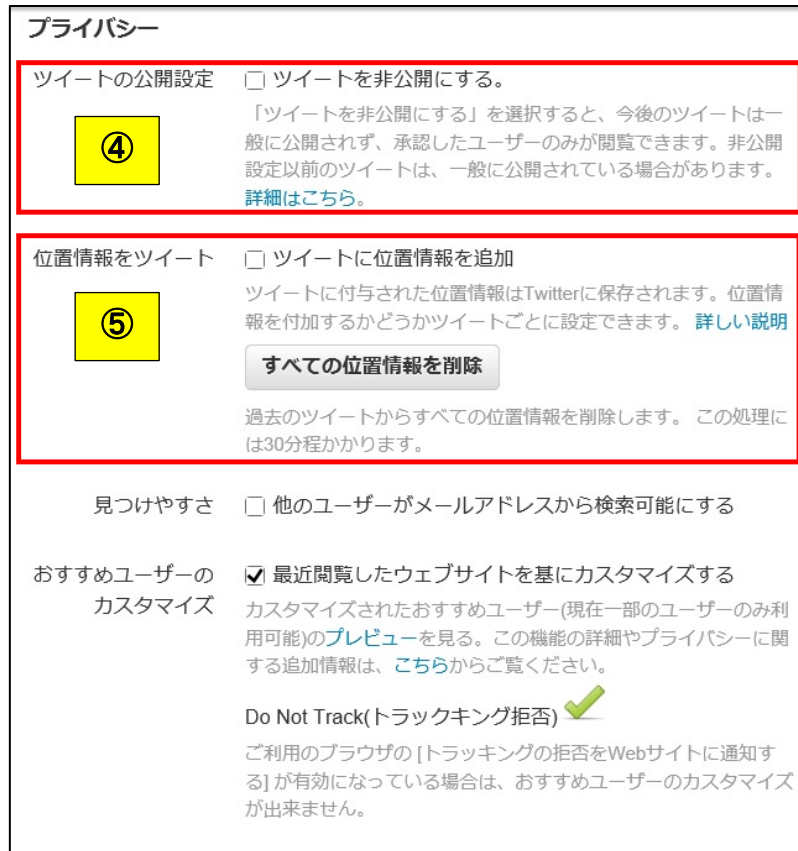 プライバシー
ツイートの公開設定 ツイートを非公開にする。
「ツイートを非公開にする」を選択すると、今後のツイートは一
④
般に公開されず、承認したユーザーのみが閲覧できます。非公開
設定以前のツイートは、一般に公開されている場合があります。
詳細はこちら。
位置情報をツイート ツイートに位置情報を追加
ツイートに付与された位置情報はTwitterに保存されます。位置情
⑤
報を付加するかどうかツイートごとに設定できます。 詳しい説明
すべての位置情報を削除
過去のツイートからすべての位置情報を削除します。 この処理に
は30分程かかります。
見つけやすさ 他のユーザーがメールアドレスから検索可能にする
おすすめユーザーの 最近閲覧したウェブサイトを基にカスタマイズする
カスタマイズ
カスタマイズされたおすすめユーザー(現在一部のユーザーのみ利
用可能)のプレビューを見る。この機能の詳細やプライバシーに関
する追加情報は、こちらからご覧ください。
Do Not Track(トラックキング拒否)
ご利用のブラウザの [トラッキングの拒否をWebサイトに通知す
る] が有効になっている場合は、おすすめユーザーのカスタマイズ
が出来ません。